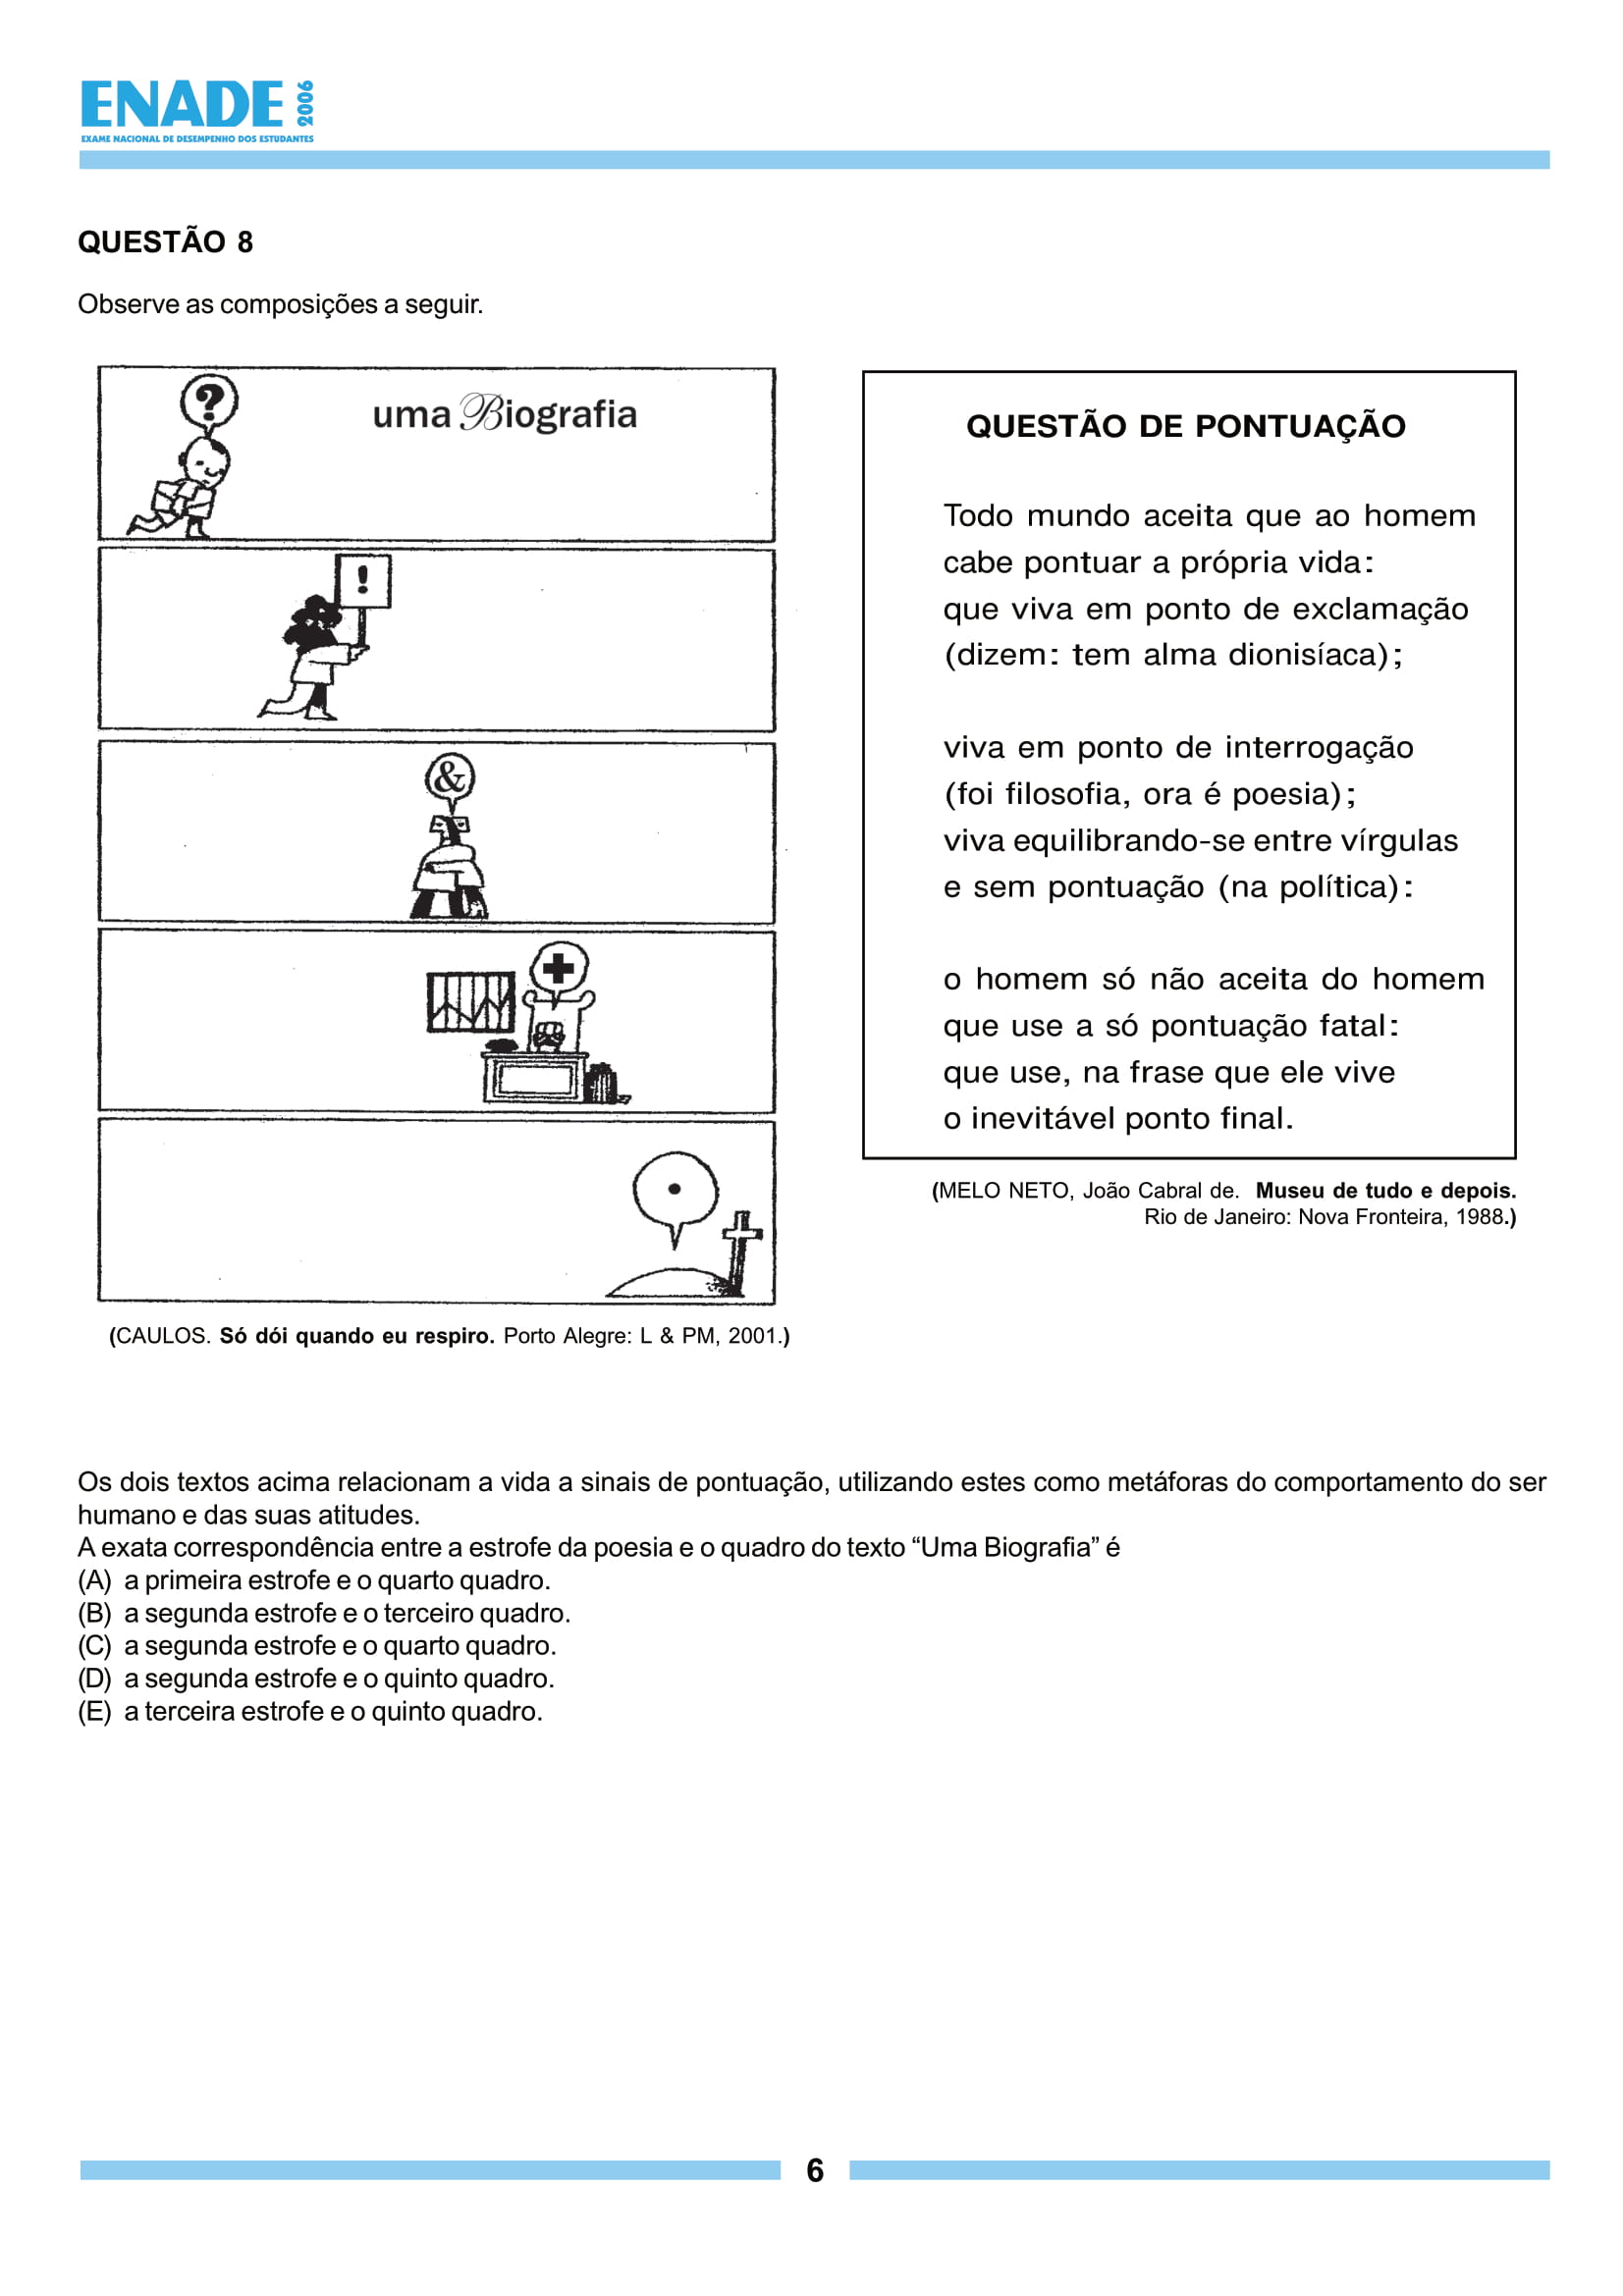 ENADE 2006
EXAME NACIONAL DE DESEMPENHO DOS ESTUDANTES
QUESTÃO 8
Observe as composições a seguir.
?
uma Biografia
!
&
+
.
(CAULOS. Só dói quando eu respiro. Porto Alegre: L & PM, 2001.)
QUESTÃO DE PONTUAÇÃO
Todo mundo aceita que ao homem
cabe pontuar a própria vida:
que viva em ponto de exclamação
(dizem: tem alma dionisíaca);
viva em ponto de interrogação
(foi filosofia, ora é poesia);
viva equilibrando-se entre vírgulas
e sem pontuação (na política):
o homem só não aceita do homem
que use a só pontuação fatal:
que use, na frase que ele vive
o inevitável ponto final.
(MELO NETO, João Cabral de. Museu de tudo e depois.
Rio de Janeiro: Nova Fronteira, 1988.)
Os dois textos acima relacionam a vida a sinais de pontuação, utilizando estes como metáforas do comportamento do ser
humano e das suas atitudes.
A exata correspondência entre a estrofe da poesia e o quadro do texto “Uma Biografia” é
(A) a primeira estrofe e o quarto quadro.
(B) a segunda estrofe e o terceiro quadro.
(C) a segunda estrofe e o quarto quadro.
(D) a segunda estrofe e o quinto quadro.
(E) a terceira estrofe e o quinto quadro.
6